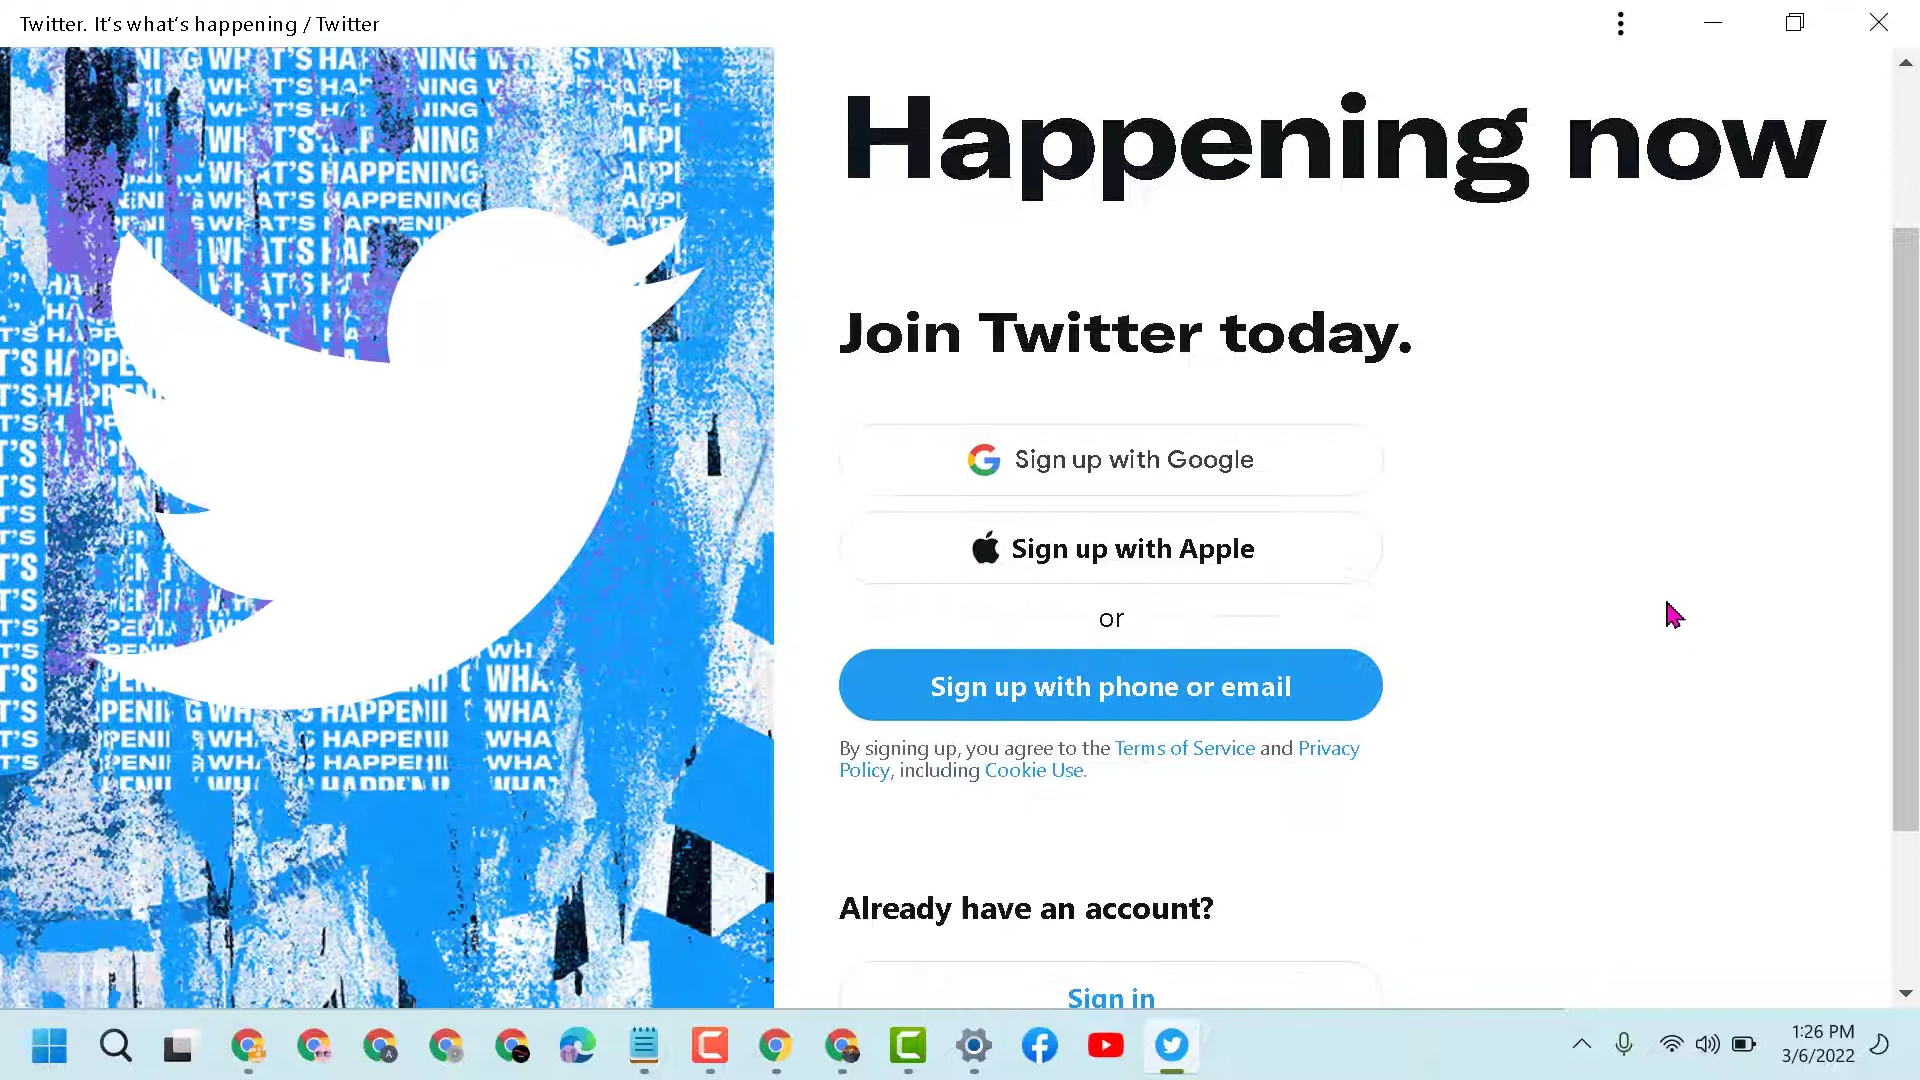 Twitter. It's what's happening / Twitter
Happening now
Join Twitter today.
Sign up with Google
Sign up with Apple
or
Sign up with phone or email
By signing up, you agree to the Terms of Service and Privacy
Policy, including Cookie Use.
Already have an account?
Sign in
1:26 PM
3/6/2022